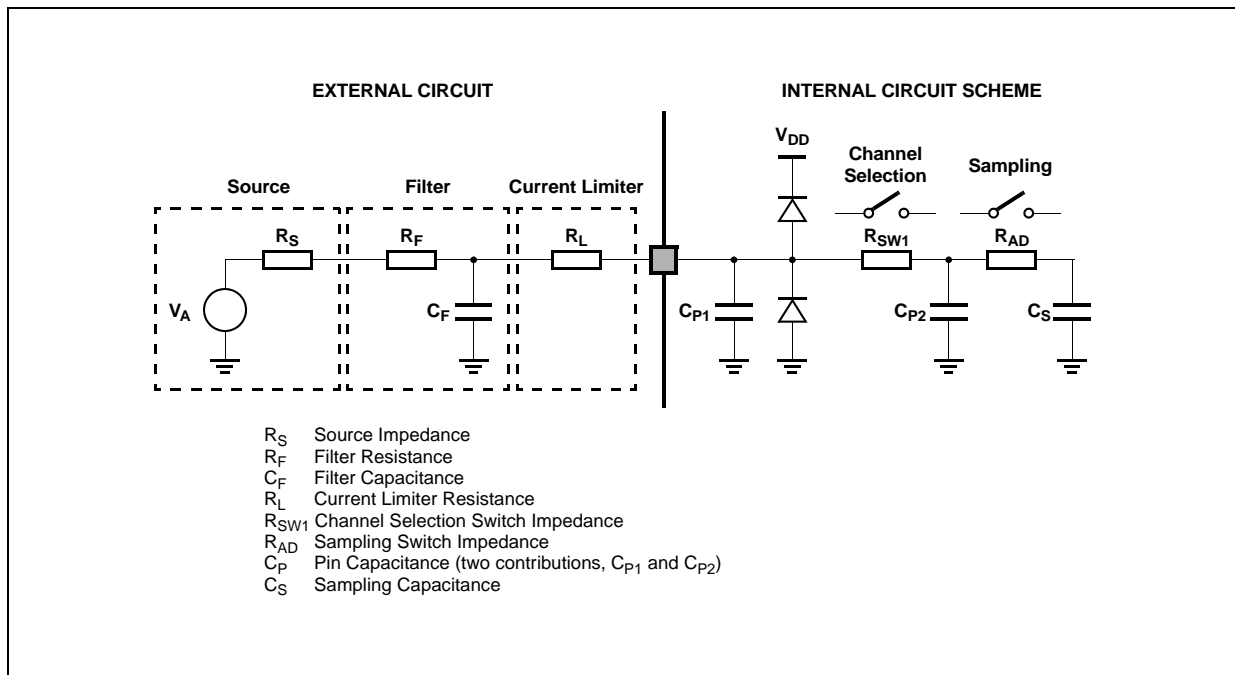 EXTERNAL CIRCUIT
INTERNAL CIRCUIT SCHEME
VDD
Channel
Selection
Sampling
Source
Filter
Current Limiter
RS
RF
RL
RSW1
RAD
VA
CF
CP1
CP2
CS
RS Source Impedance
RF Filter Resistance
CF Filter Capacitance
RL Current Limiter Resistance
RSW1 Channel Selection Switch Impedance
RAD Sampling Switch Impedance
CP Pin Capacitance (two contributions, CP1 and CP2)
CS Sampling Capacitance